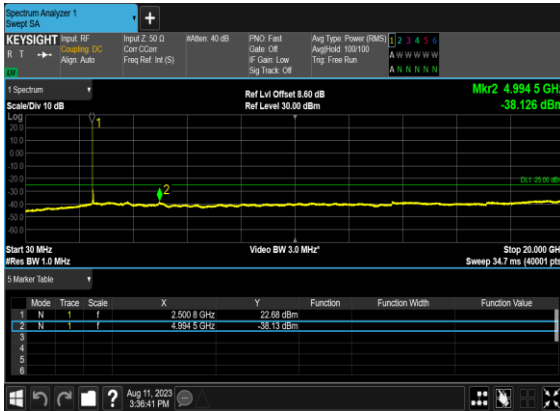 Spectrum Analyzer 1
Swept SA
+
KEYSIGHT
R T
Input: RF
Coupling: DC
Align: Auto
Input Z: 50 Ω
Corr CCorr
Freq Ref: Int (S)
#Atten: 40 dB
PNO: Fast
Gate: Off
IF Gain: Low
Sig Track: Off
Avg Type: Power (RMS)
Avg|Hold: 100/100
Trig: Free Run
1 2 3 4 5 6
A W W W W W
A N N N N N
1 Spectrum
Scale/Div 10 dB
Ref Lvl Offset 8.60 dB
Ref Level 30.00 dBm
Mkr2 4.994 5 GHz
-38.126 dBm
Log
20.0
10.0
0.00
-10.0
-20.0
-30.0
-40.0
-50.0
-60.0
1
2
DL1 -25.00 dBm
Start 30 MHz
#Res BW 1.0 MHz
Video BW 3.0 MHz*
Stop 20.000 GHz
Sweep 34.7 ms (40001 pts)
5 Marker Table
Mode Trace Scale X Y Function Function Width Function Value
1 N 1 f 2.500 8 GHz 22.68 dBm
2 N 1 f 4.994 5 GHz -38.13 dBm
3
4
5
6
?
Aug 11, 2023
3:36:41 PM